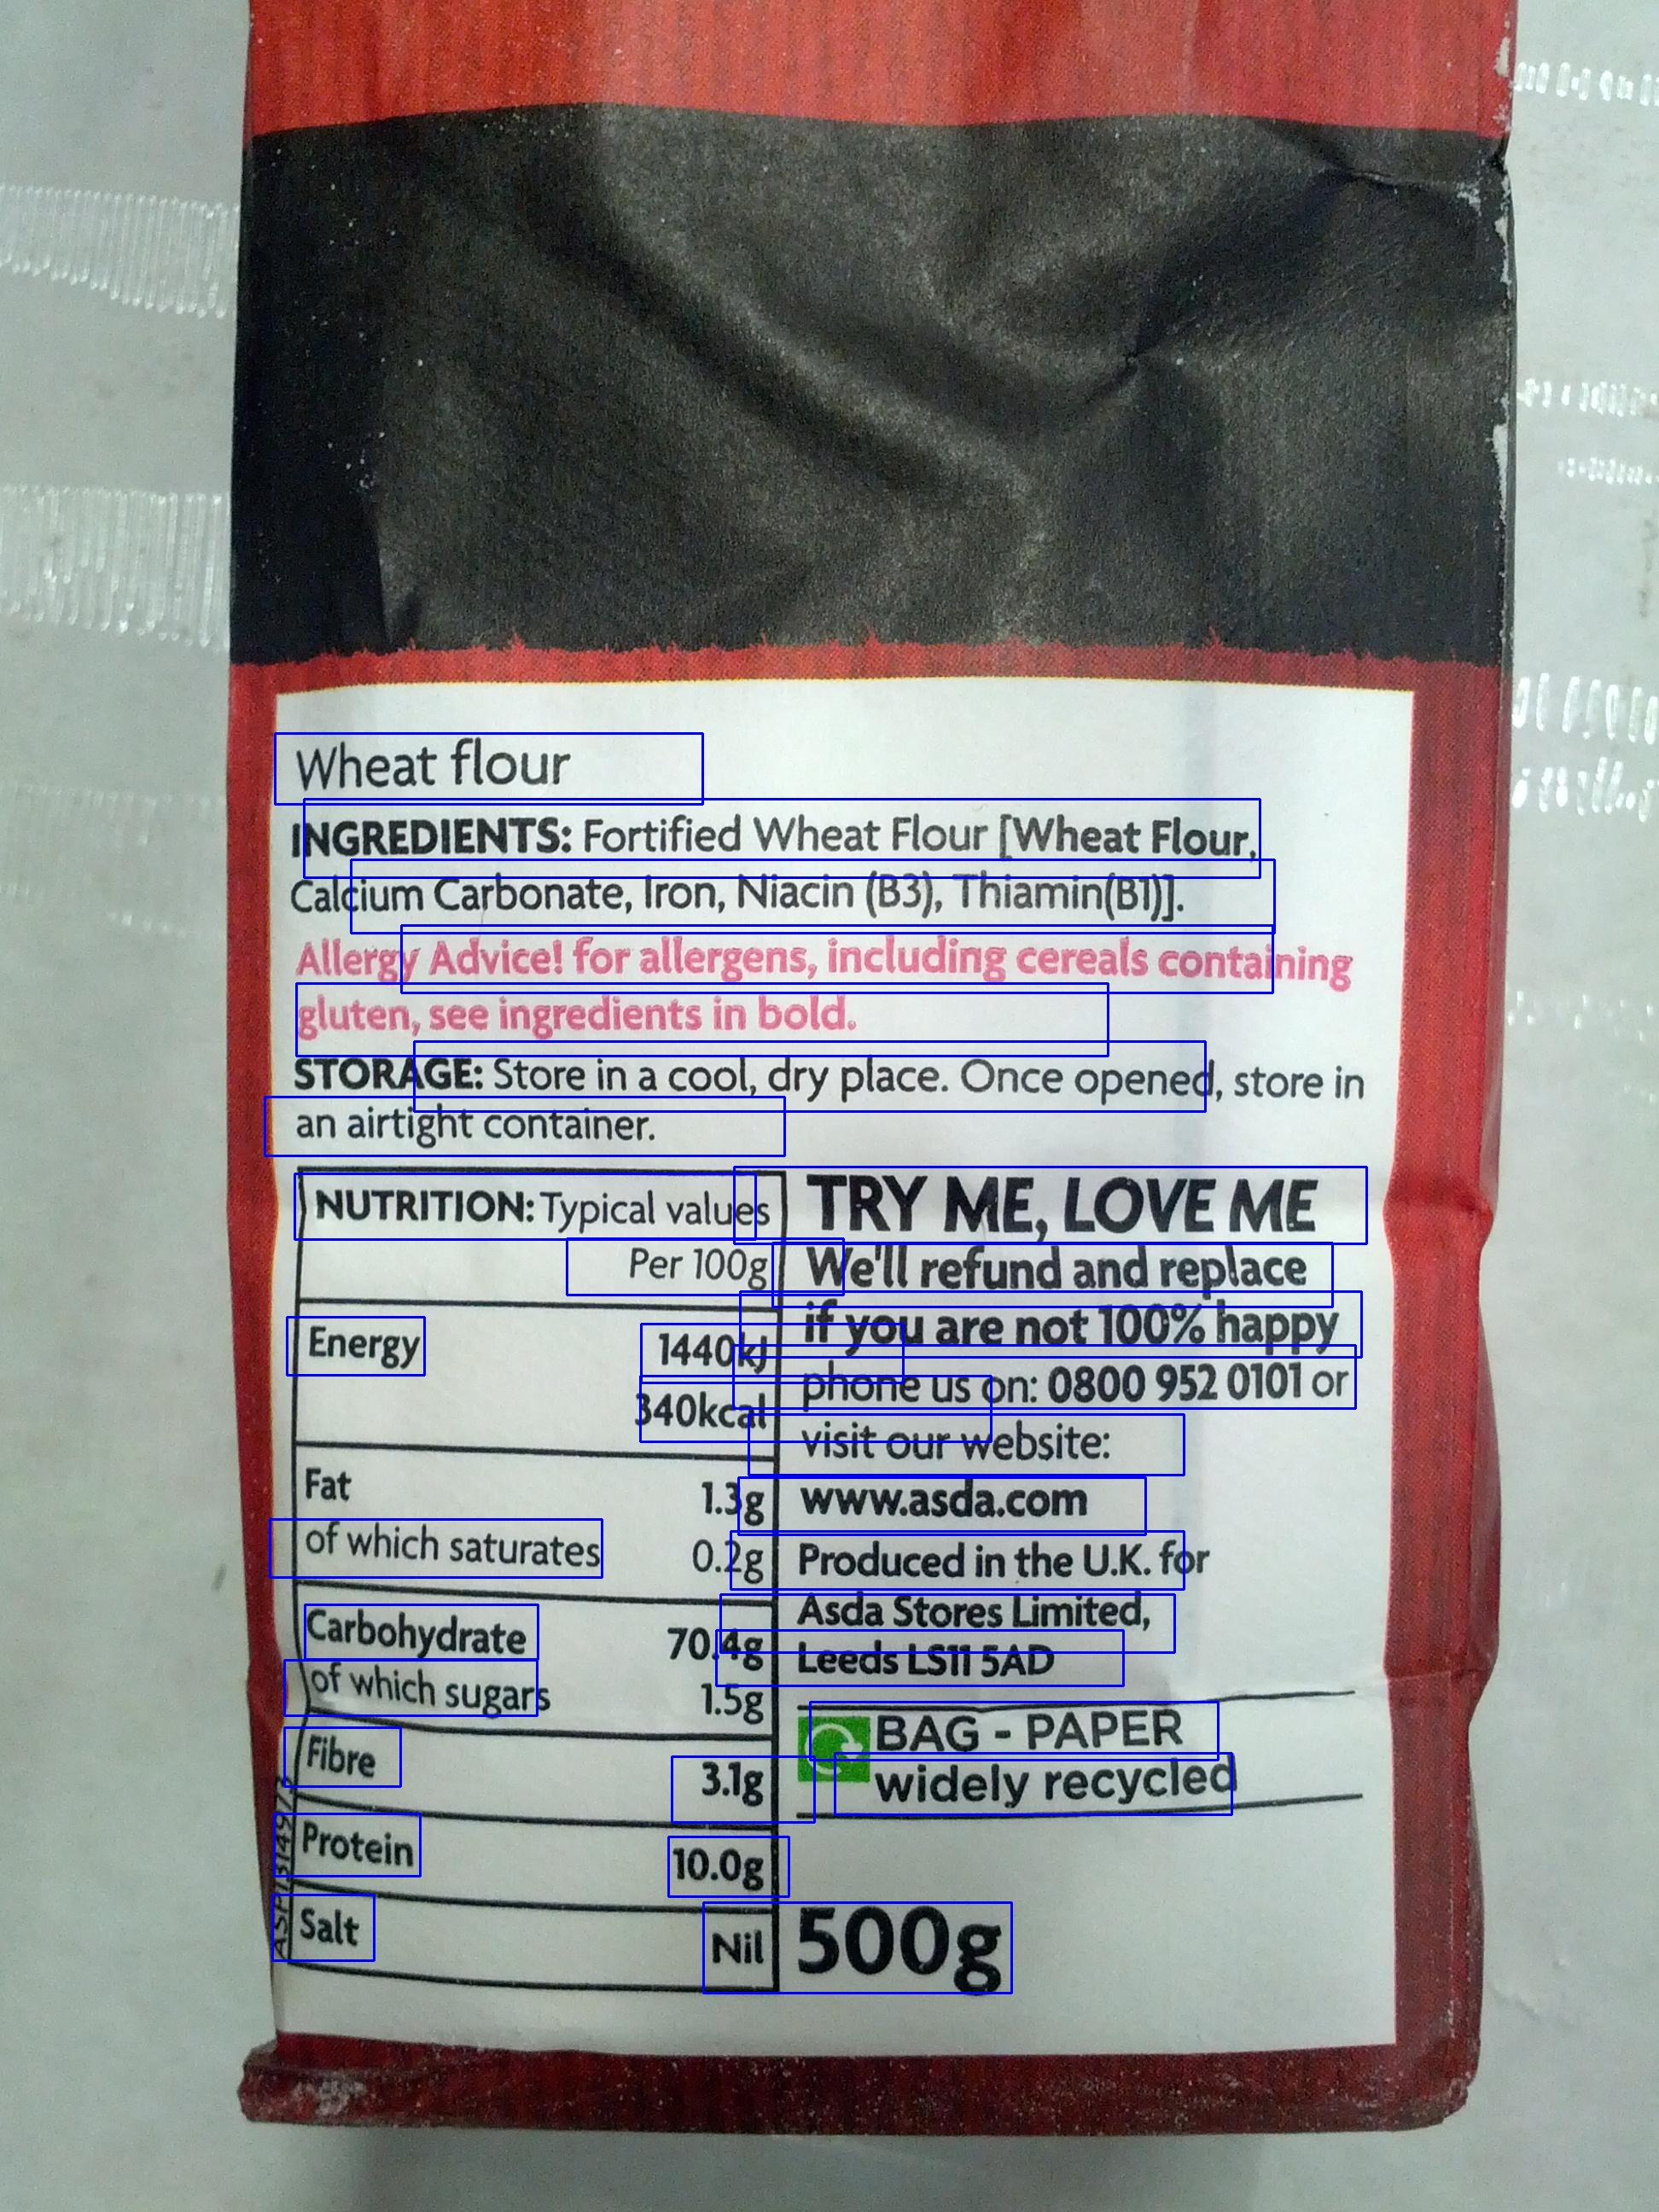 Wheat flour
INGREDIENTS: Fortified Wheat Flour [Wheat Flour,
Calcium Carbonate, Iron, Niacin (B3), Thiamin(B1)].
Allergy Advice! for allergens, including cereals containing
gluten, see ingredients in bold.
STORAGE: Store in a cool, dry place. Once opened, store in
an airtight container.
NUTRITION: Typical values
Per 100g
Energy 1440kJ
340kcal
Fat 1.3g
of which saturates 0.2g
Carbohydrate 70.4g
of which sugars 1.5g
Fibre 3.1g
Protein 10.0g
Salt Nil
TRY ME, LOVE ME
We'll refund and replace
if you are not 100% happy
phone us on: 0800 952 0101 or
visit our website:
www.asda.com
Produced in the U.K. for
Asda Stores Limited,
Leeds LS11 5AD
BAG - PAPER
widely recycled
500g